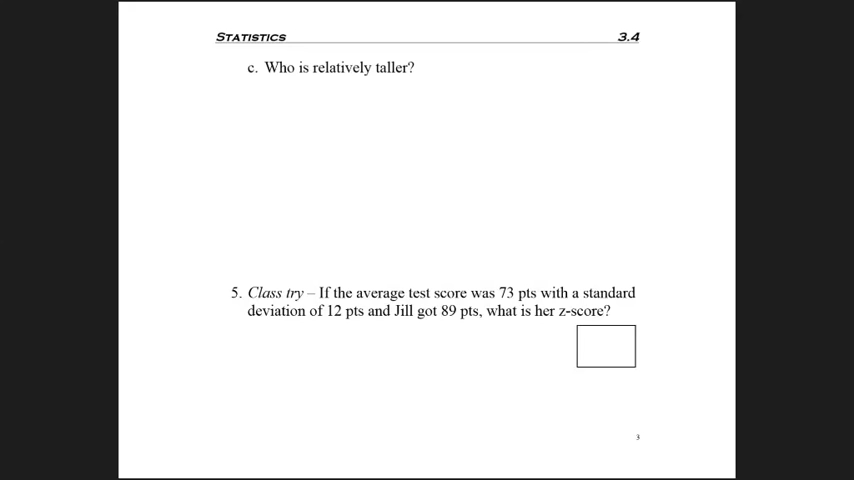 STATISTICS 3.4
c. Who is relatively taller?
5. Class try – If the average test score was 73 pts with a standard
deviation of 12 pts and Jill got 89 pts, what is her z-score?
3